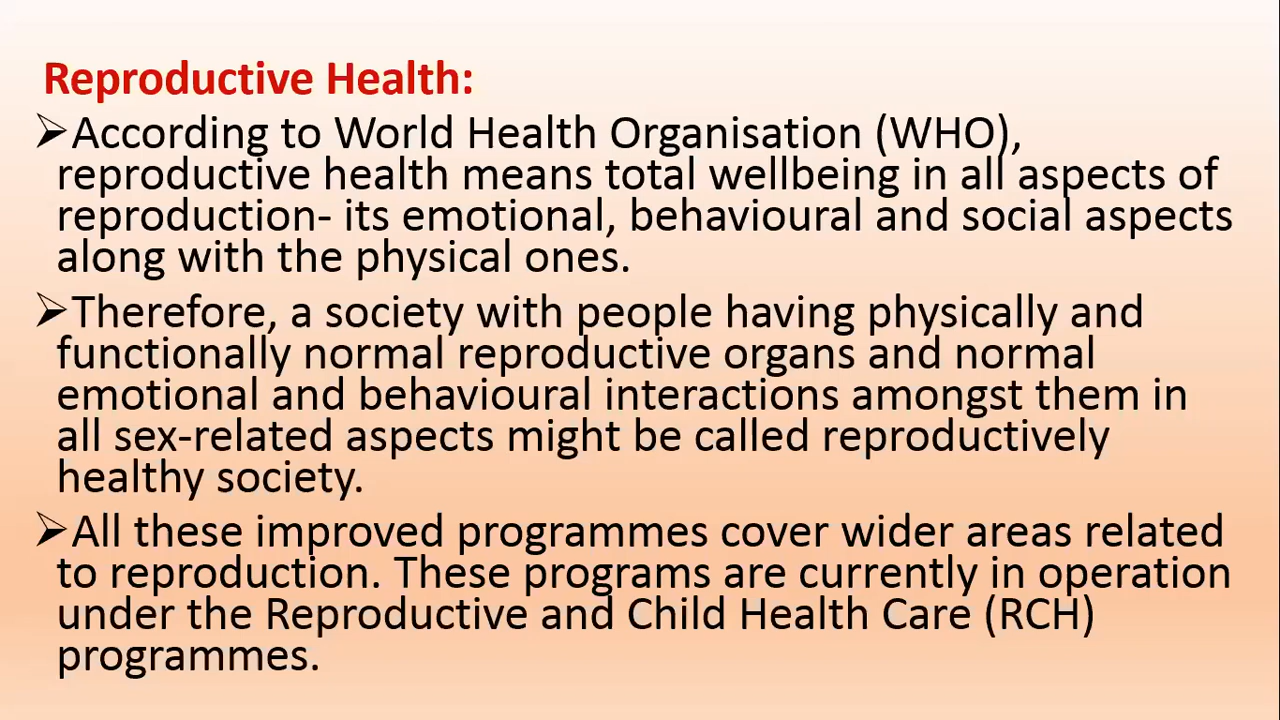 Reproductive Health:
➢According to World Health Organisation (WHO),
reproductive health means total wellbeing in all aspects of
reproduction- its emotional, behavioural and social aspects
along with the physical ones.
➢Therefore, a society with people having physically and
functionally normal reproductive organs and normal
emotional and behavioural interactions amongst them in
all sex-related aspects might be called reproductively
healthy society.
➢All these improved programmes cover wider areas related
to reproduction. These programs are currently in operation
under the Reproductive and Child Health Care (RCH)
programmes.